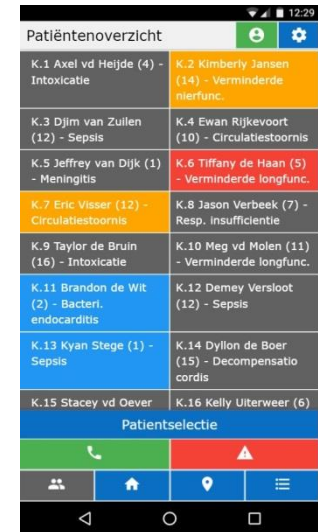 12:29
Patiëntenoverzicht
K.1 Axel vd Heijde (4) -
Intoxicatie
K.2 Kimberly Jansen
(14) - Verminderde
nierfunc.
K.3 Djim van Zuilen
(12) - Sepsis
K.4 Ewan Rijkevoort
(10) - Circulatiestoornis
K.5 Jeffrey van Dijk (1)
- Meningitis
K.6 Tiffany de Haan (5)
- Verminderde longfunc.
K.7 Eric Visser (12) -
Circulatiestoornis
K.8 Jason Verbeek (7) -
Resp. insufficientie
K.9 Taylor de Bruin
(16) - Intoxicatie
K.10 Meg vd Molen (11)
- Verminderde longfunc.
K.11 Brandon de Wit
(2) - Bacteri.
endocarditis
K.12 Demey Versloot
(12) - Sepsis
K.13 Kyan Stege (1) -
Sepsis
K.14 Dyllon de Boer
(15) - Decompensatio
cordis
K.15 Stacey vd Oever
K.16 Kelly Uiterweer (6)
Patientselectie